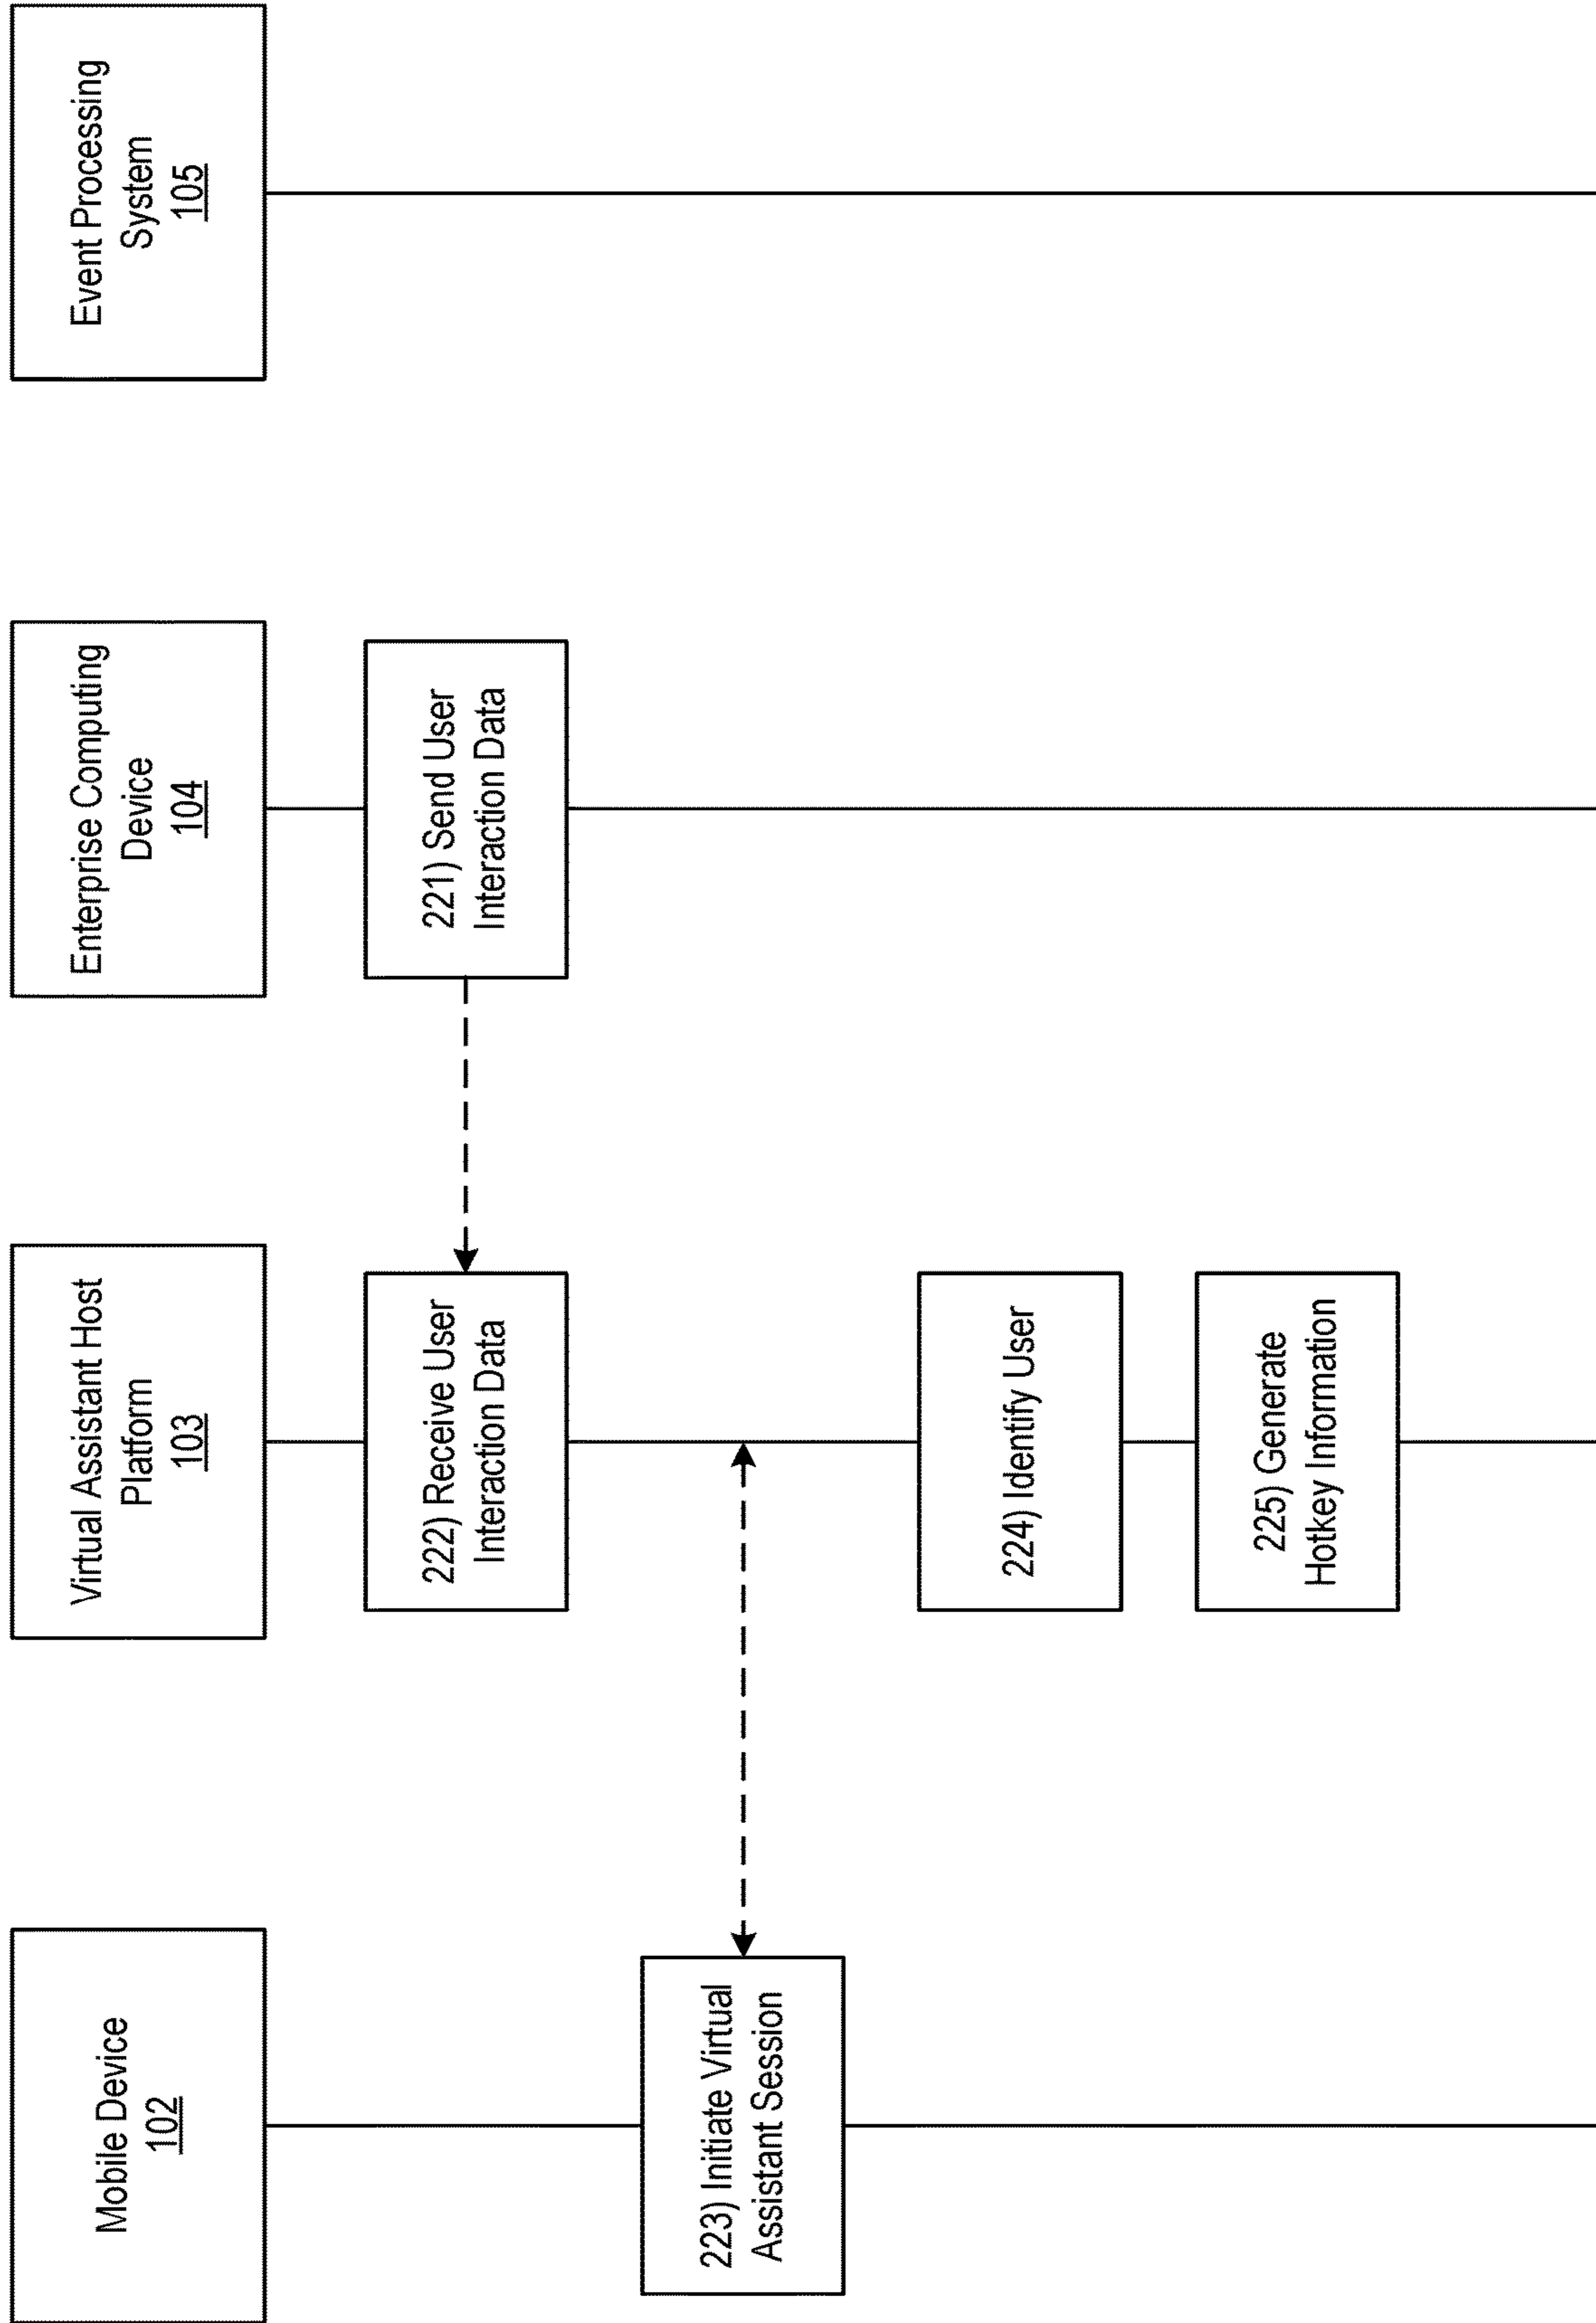 Mobile Device
102
Virtual Assistant Host
Platform
103
Enterprise Computing
Device
104
Event Processing
System
105
221) Send User
Interaction Data
222) Receive User
Interaction Data
223) Initiate Virtual
Assistant Session
224) Identify User
225) Generate
Hotkey Information